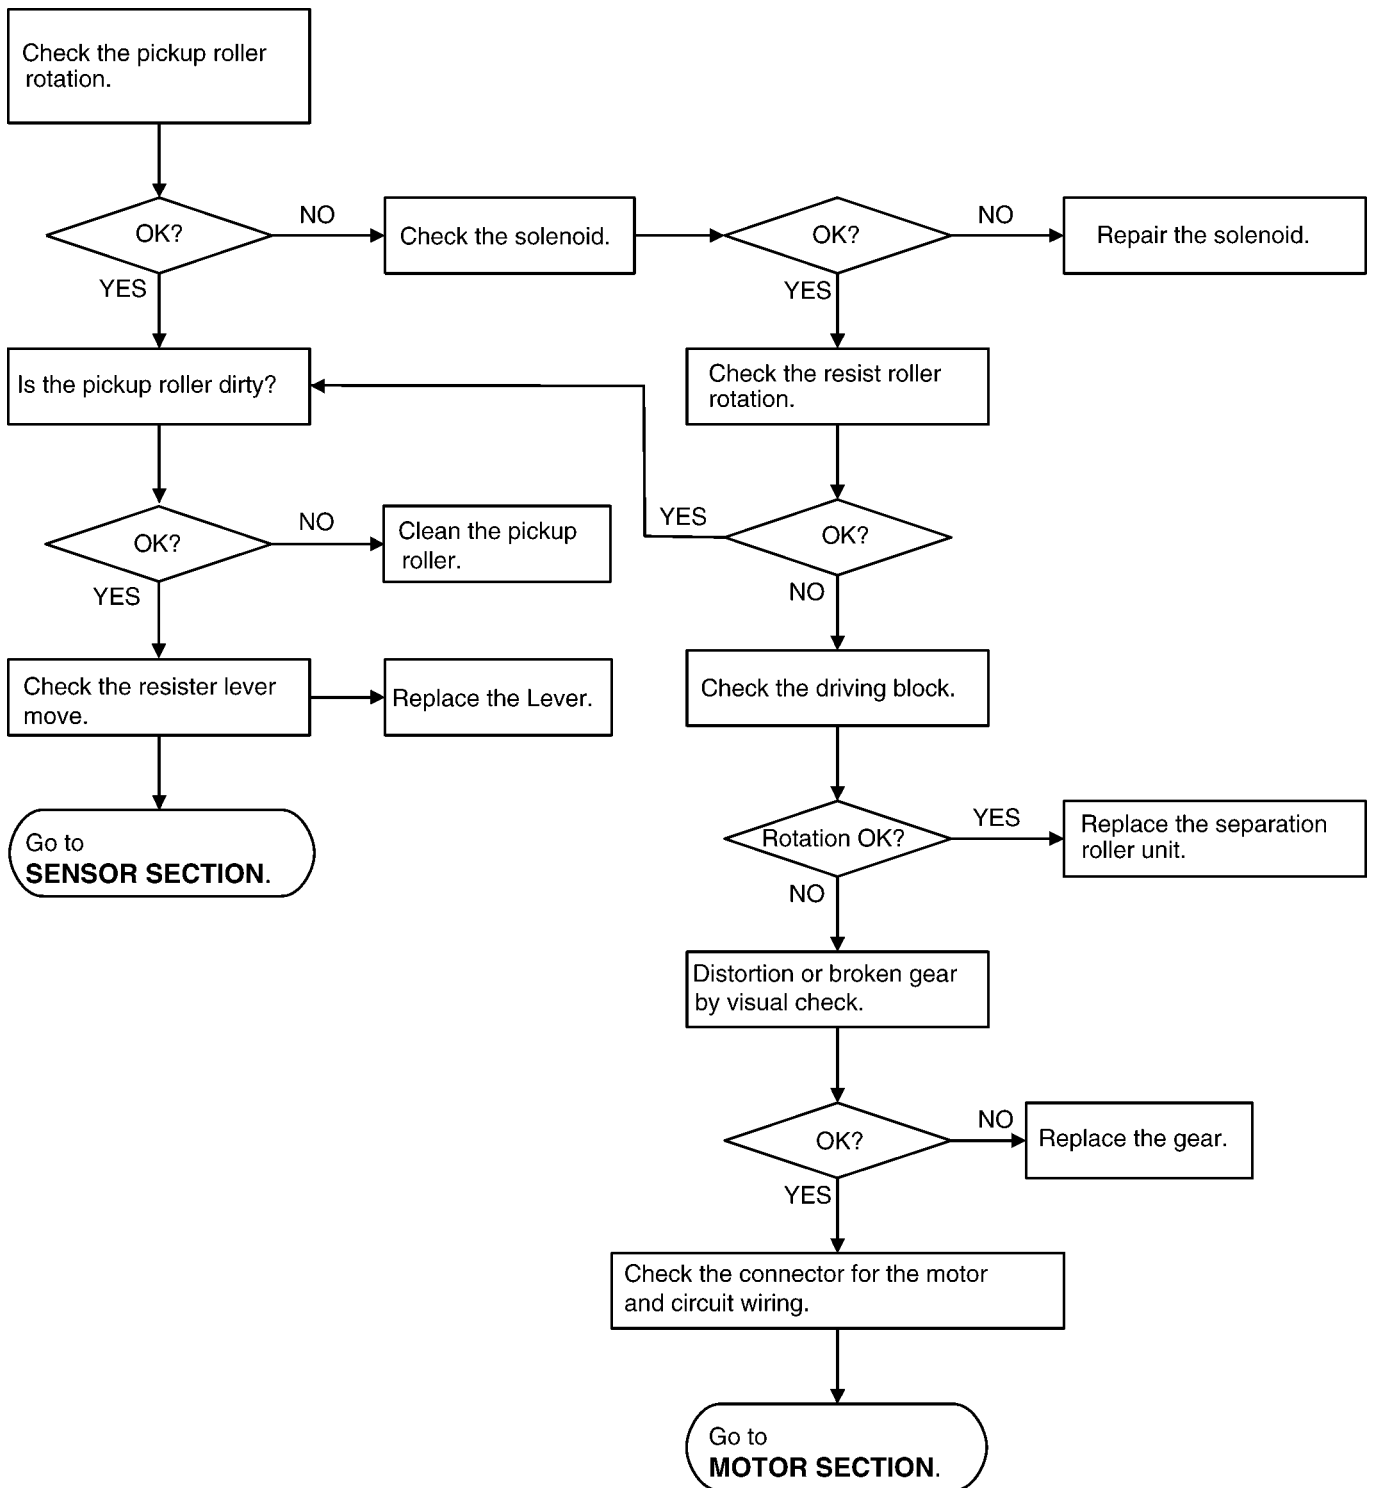 Check the pickup roller
rotation.
OK?
NO
Check the solenoid.
OK?
NO
Repair the solenoid.
YES
YES
Is the pickup roller dirty?
Check the resist roller
rotation.
OK?
NO
Clean the pickup
roller.
YES
OK?
YES
NO
Check the resister lever
move.
Replace the Lever.
Check the driving block.
Go to
SENSOR SECTION.
Rotation OK?
YES
Replace the separation
roller unit.
NO
Distortion or broken gear
by visual check.
OK?
NO
Replace the gear.
YES
Check the connector for the motor
and circuit wiring.
Go to
MOTOR SECTION.